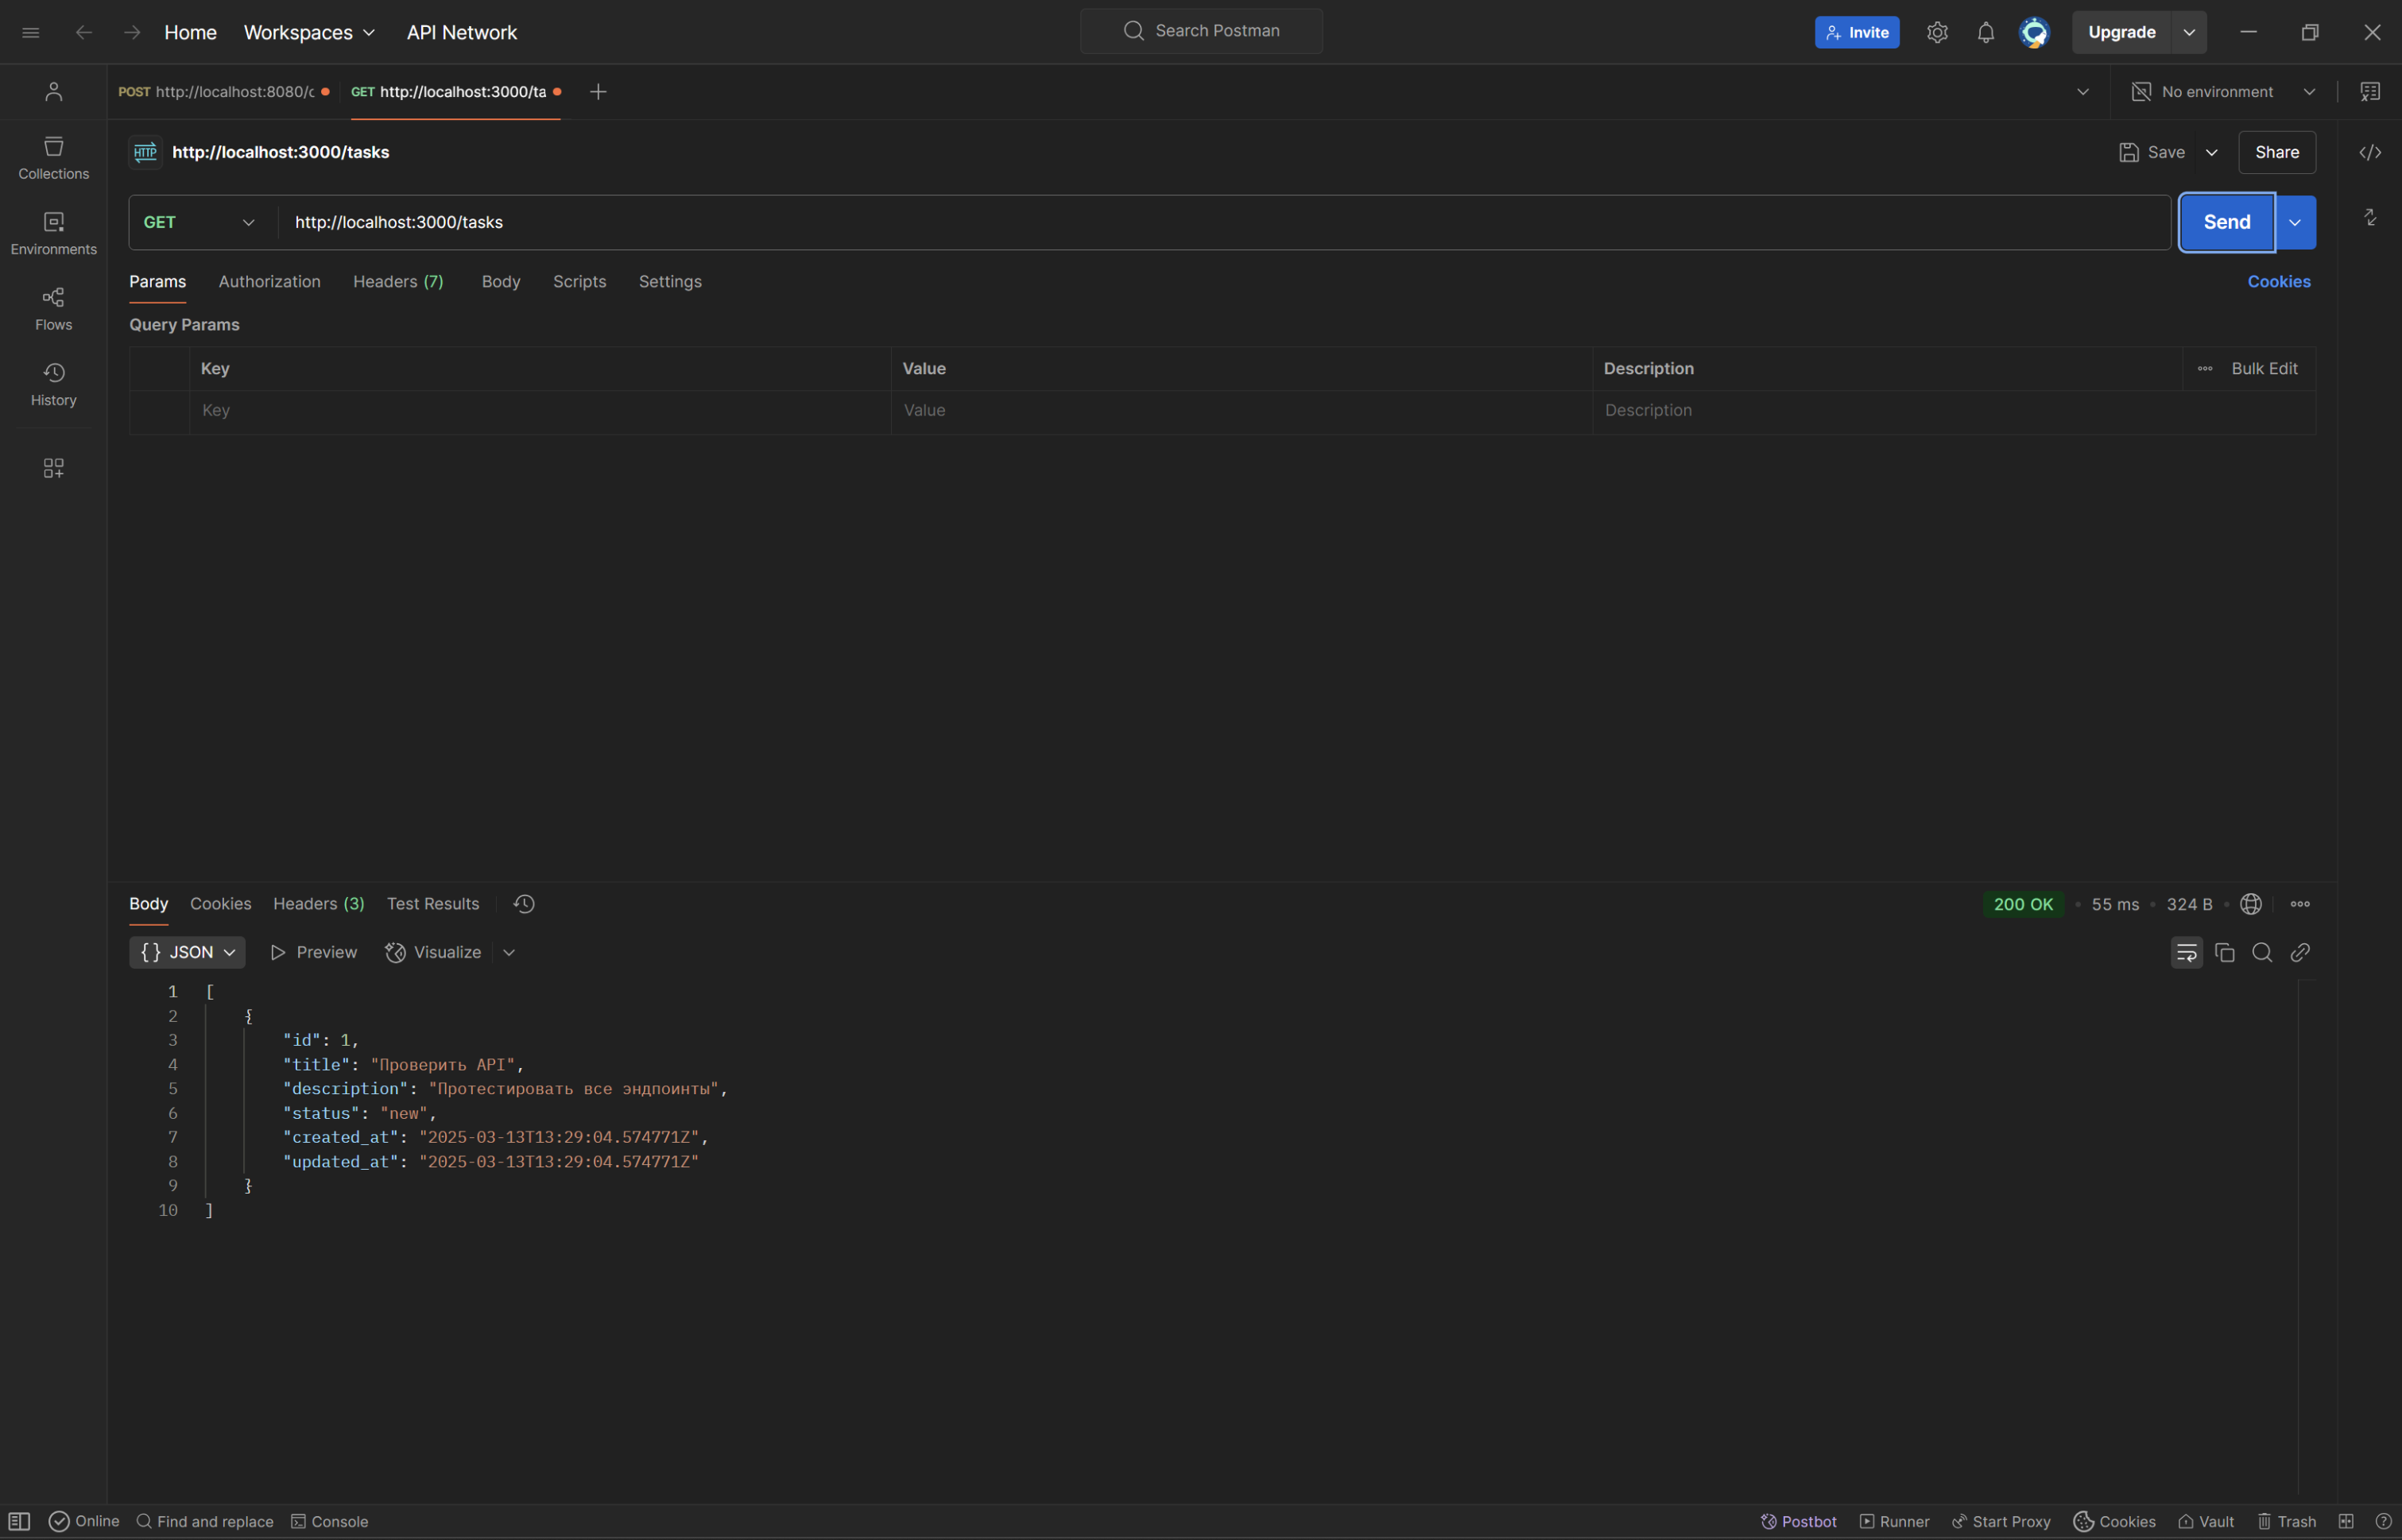 Home Workspaces API Network Search Postman Invite Upgrade
POST http://localhost:8080/c GET http://localhost:3000/ta No environment
HTTP http://localhost:3000/tasks Save Share
GET http://localhost:3000/tasks Send
Collections
Environments
Flows
History
Params Authorization Headers (7) Body Scripts Settings Cookies
Query Params
Key Value Description Bulk Edit
Key Value Description
Body Cookies Headers (3) Test Results 200 OK • 55 ms • 324 B •
{} JSON Preview Visualize
1 [
2 {
3 "id": 1,
4 "title": "Проверить API",
5 "description": "Протестировать все эндпоинты",
6 "status": "new",
7 "created_at": "2025-03-13T13:29:04.574771Z",
8 "updated_at": "2025-03-13T13:29:04.574771Z"
9 }
10 ]
Online Find and replace Console Postbot Runner Start Proxy Cookies Vault Trash